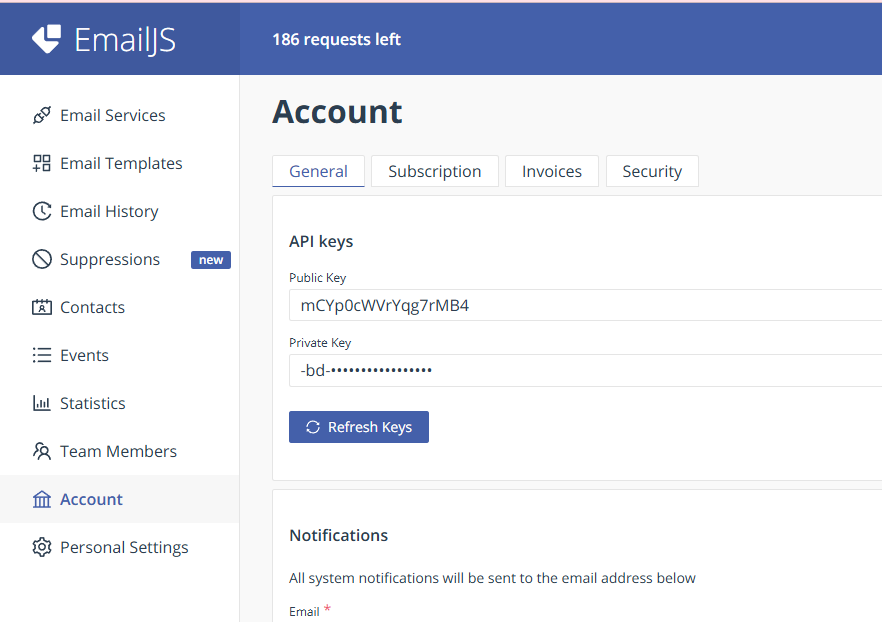 EmailJS
186 requests left
Email Services
Email Templates
Email History
Suppressions new
Contacts
Events
Statistics
Team Members
Account
Personal Settings
Account
General Subscription Invoices Security
API keys
Public Key
mCYp0cWVrYqg7rMB4
Private Key
-bd-•••••••••••••••••
Refresh Keys
Notifications
All system notifications will be sent to the email address below
Email *